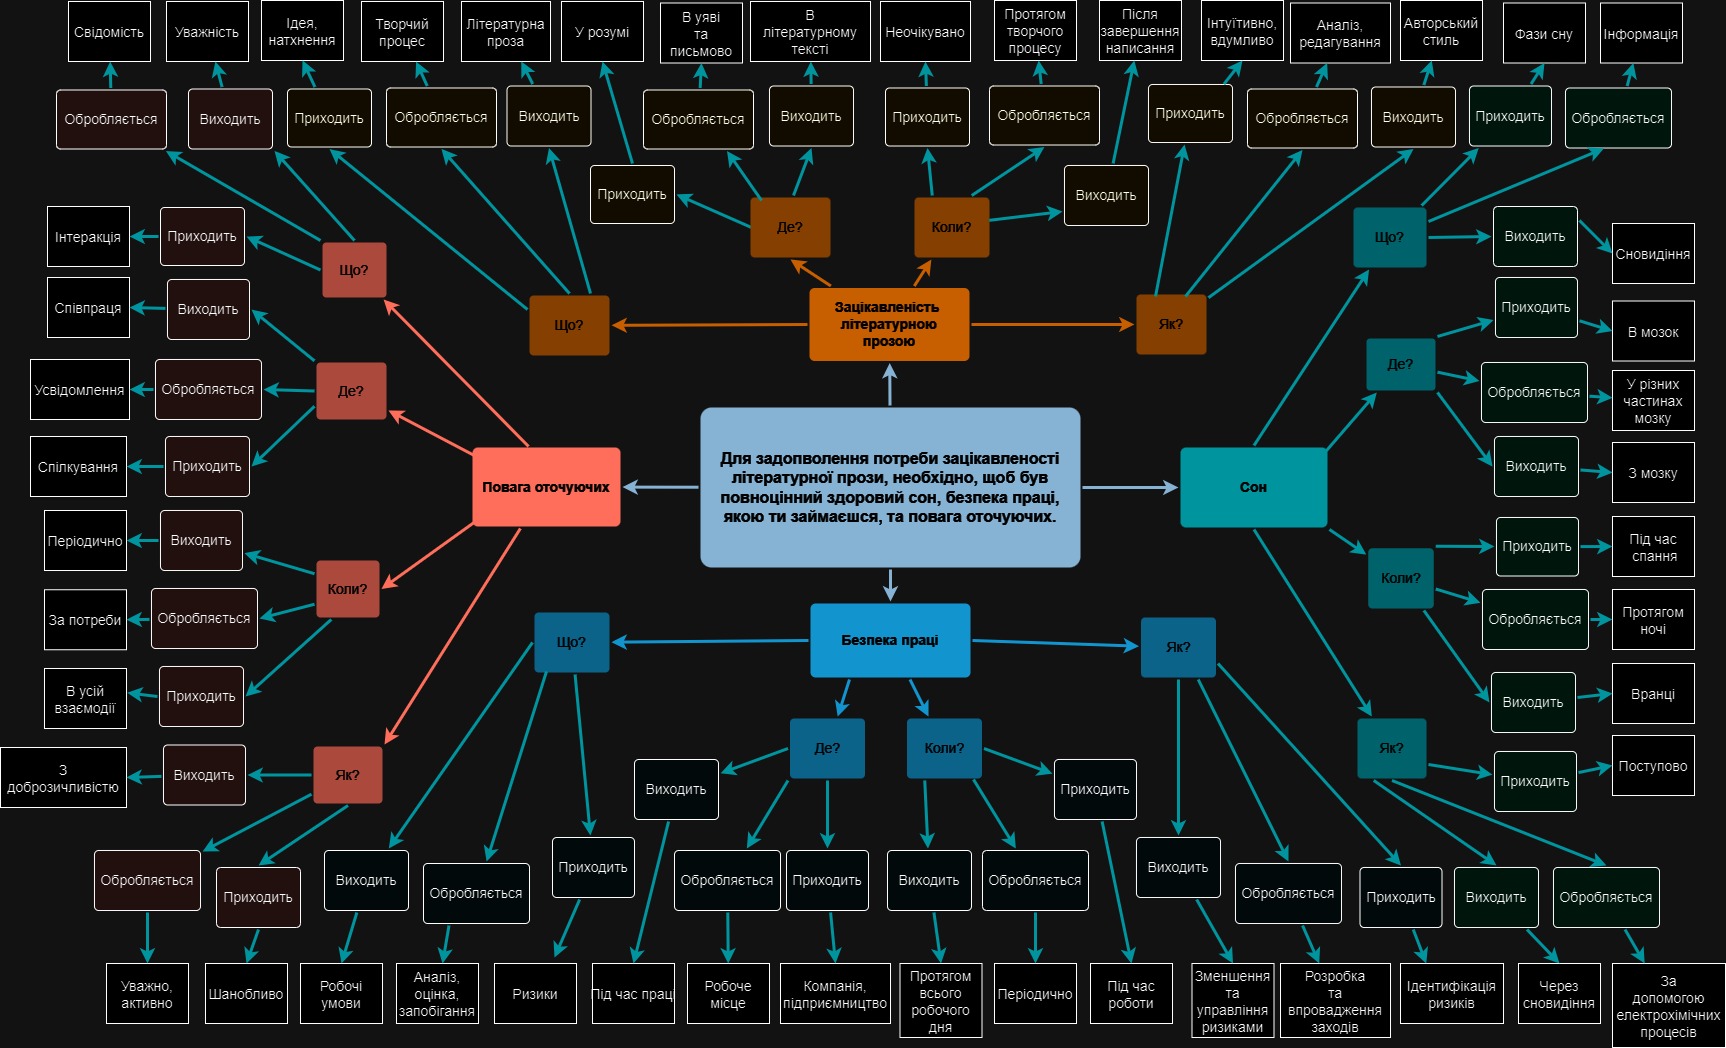 Свідомість
Уважність
Ідея,
натхнення
Творчий
процес
Літературна
проза
У розумі
В уяві
та
письмово
В
літературному
тексті
Неочікувано
Протягом
творчого
процесу
Після
завершення
написання
Інтуїтивно,
вдумливо
Аналіз,
редагування
Авторський
стиль
Фази сну
Інформація
Обробляється
Виходить
Приходить
Обробляється
Виходить
Обробляється
Виходить
Приходить
Обробляється
Приходить
Обробляється
Виходить
Приходить
Обробляється
Приходить
Виходить
Інтеракція
Приходить
Що?
Де?
Коли?
Що?
Виходить
Сновидіння
Співпраця
Виходить
Що?
Зацікавленість
літературною
прозою
Як?
Приходить
В мозок
Усвідомлення
Обробляється
Де?
Де?
Обробляється
У різних
частинах
мозку
Спілкування
Приходить
Виходить
З мозку
Повага оточуючих
Для задопволення потреби зацікавленості
літературної прози, необхідно, щоб був
повноцінний здоровий сон, безпека праці,
якою ти займаєшся, та повага оточуючих.
Сон
Періодично
Виходить
Приходить
Під час
спання
Коли?
Коли?
За потреби
Обробляється
Обробляється
Протягом
ночі
Що?
Безпека праці
Як?
В усій
взаємодії
Приходить
Виходить
Вранці
З
доброзичливістю
Виходить
Як?
Де?
Коли?
Як?
Приходить
Поступово
Виходить
Приходить
Обробляється
Приходить
Виходить
Обробляється
Приходить
Обробляється
Приходить
Виходить
Обробляється
Виходить
Обробляється
Приходить
Виходить
Обробляється
Уважно,
активно
Шанобливо
Робочі
умови
Аналіз,
оцінка,
запобігання
Ризики
Під час праці
Робоче
місце
Компанія,
підприємництво
Протягом
всього
робочого
дня
Періодично
Під час
роботи
Зменшення
та
управління
ризиками
Розробка
та
впровадження
заходів
Ідентифікація
ризиків
Через
сновидіння
За
допомогою
електрохімічних
процесів